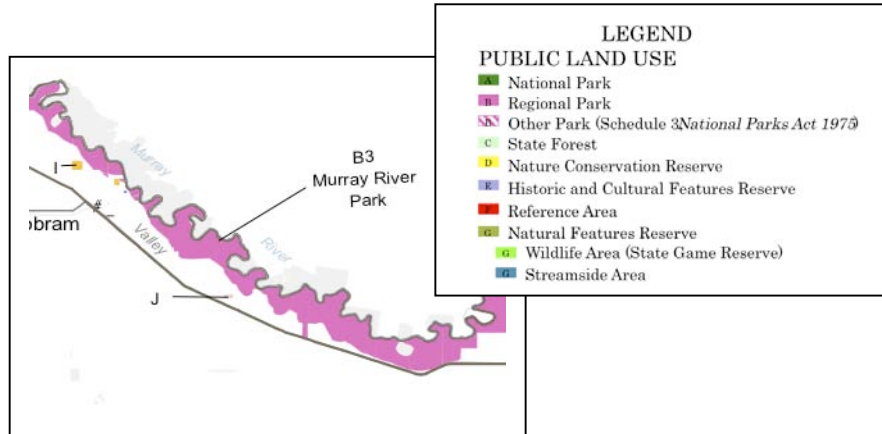 B3
Murray River
Park
Murray
River
Valley
I
#
obram
J
LEGEND
PUBLIC LAND USE
A National Park
B Regional Park
Other Park (Schedule 3,National Parks Act 1975)
C State Forest
D Nature Conservation Reserve
E Historic and Cultural Features Reserve
F Reference Area
G Natural Features Reserve
G Wildlife Area (State Game Reserve)
G Streamside Area